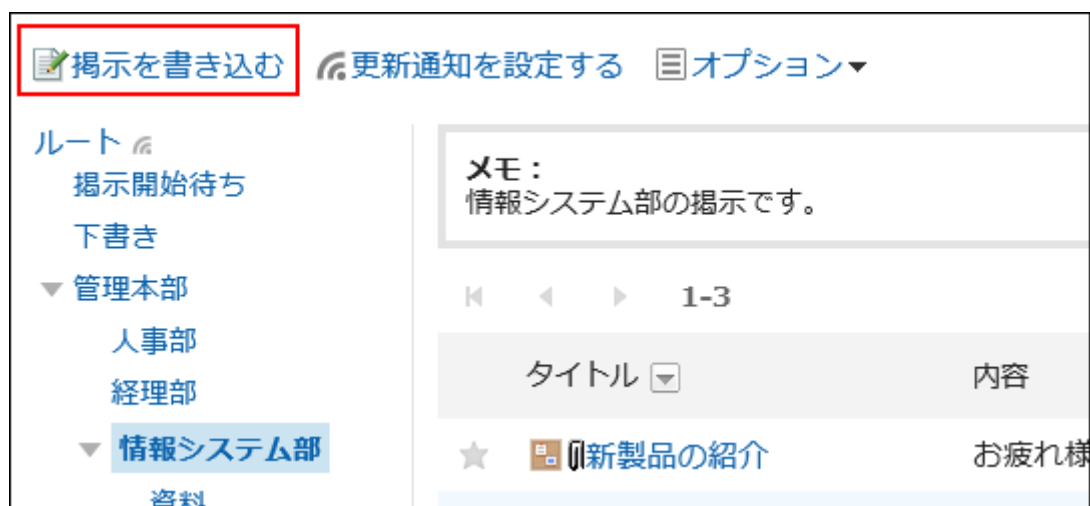 掲示を書き込む 更新通知を設定する オプション
ルート
掲示開始待ち
下書き
管理本部
人事部
経理部
情報システム部
資料
メモ：
情報システム部の掲示です。
1-3
タイトル 内容
新製品の紹介 お疲れ様